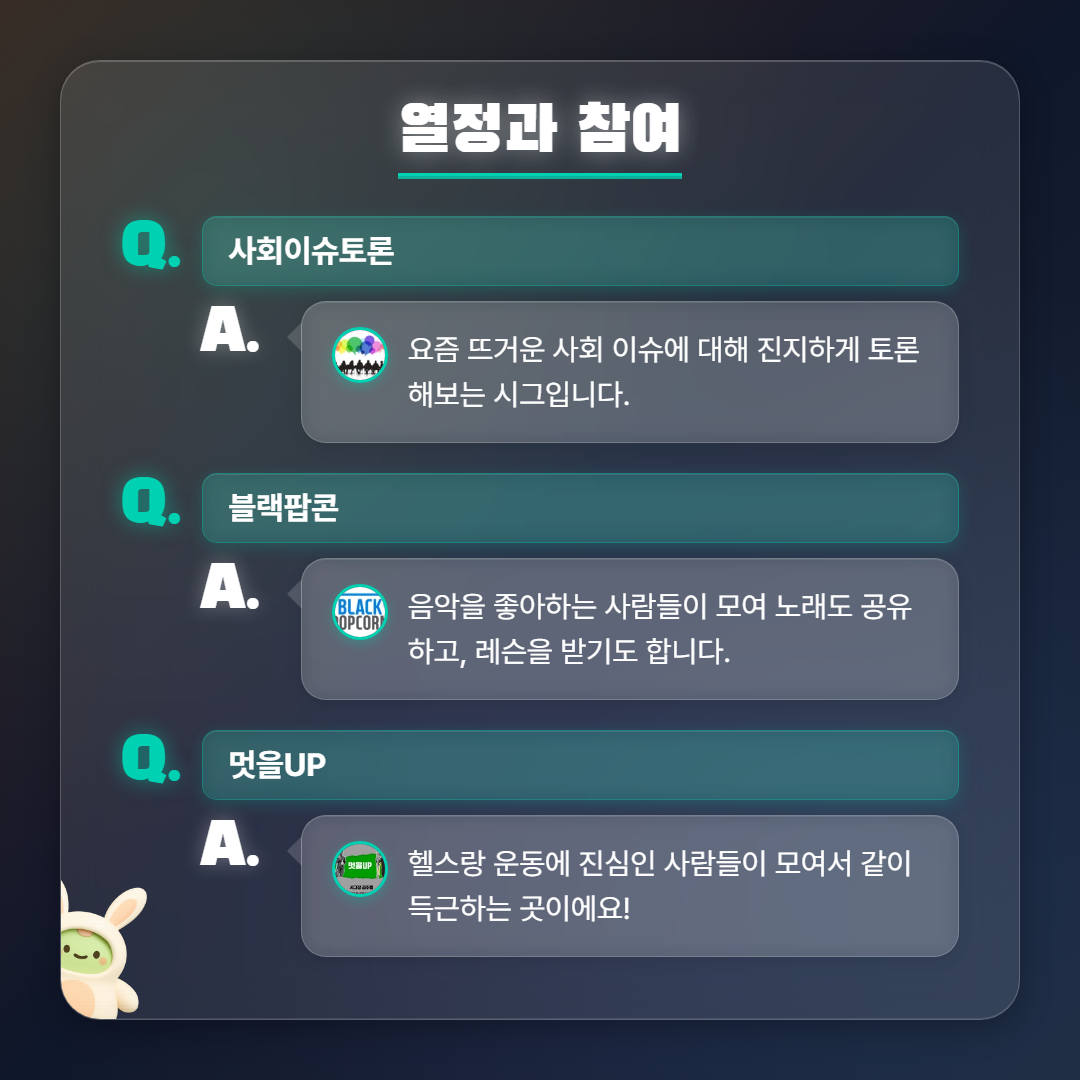 열정과 참여
Q.
사회이슈토론
A.
요즘 뜨거운 사회 이슈에 대해 진지하게 토론
해보는 시그입니다.
Q.
블랙팝콘
A.
BLACK
POPCORN
음악을 좋아하는 사람들이 모여 노래도 공유
하고, 레슨을 받기도 합니다.
Q.
멋을UP
A.
멋을UP
헬스랑 운동에 진심인 사람들이 모여서 같이
득근하는 곳이에요!